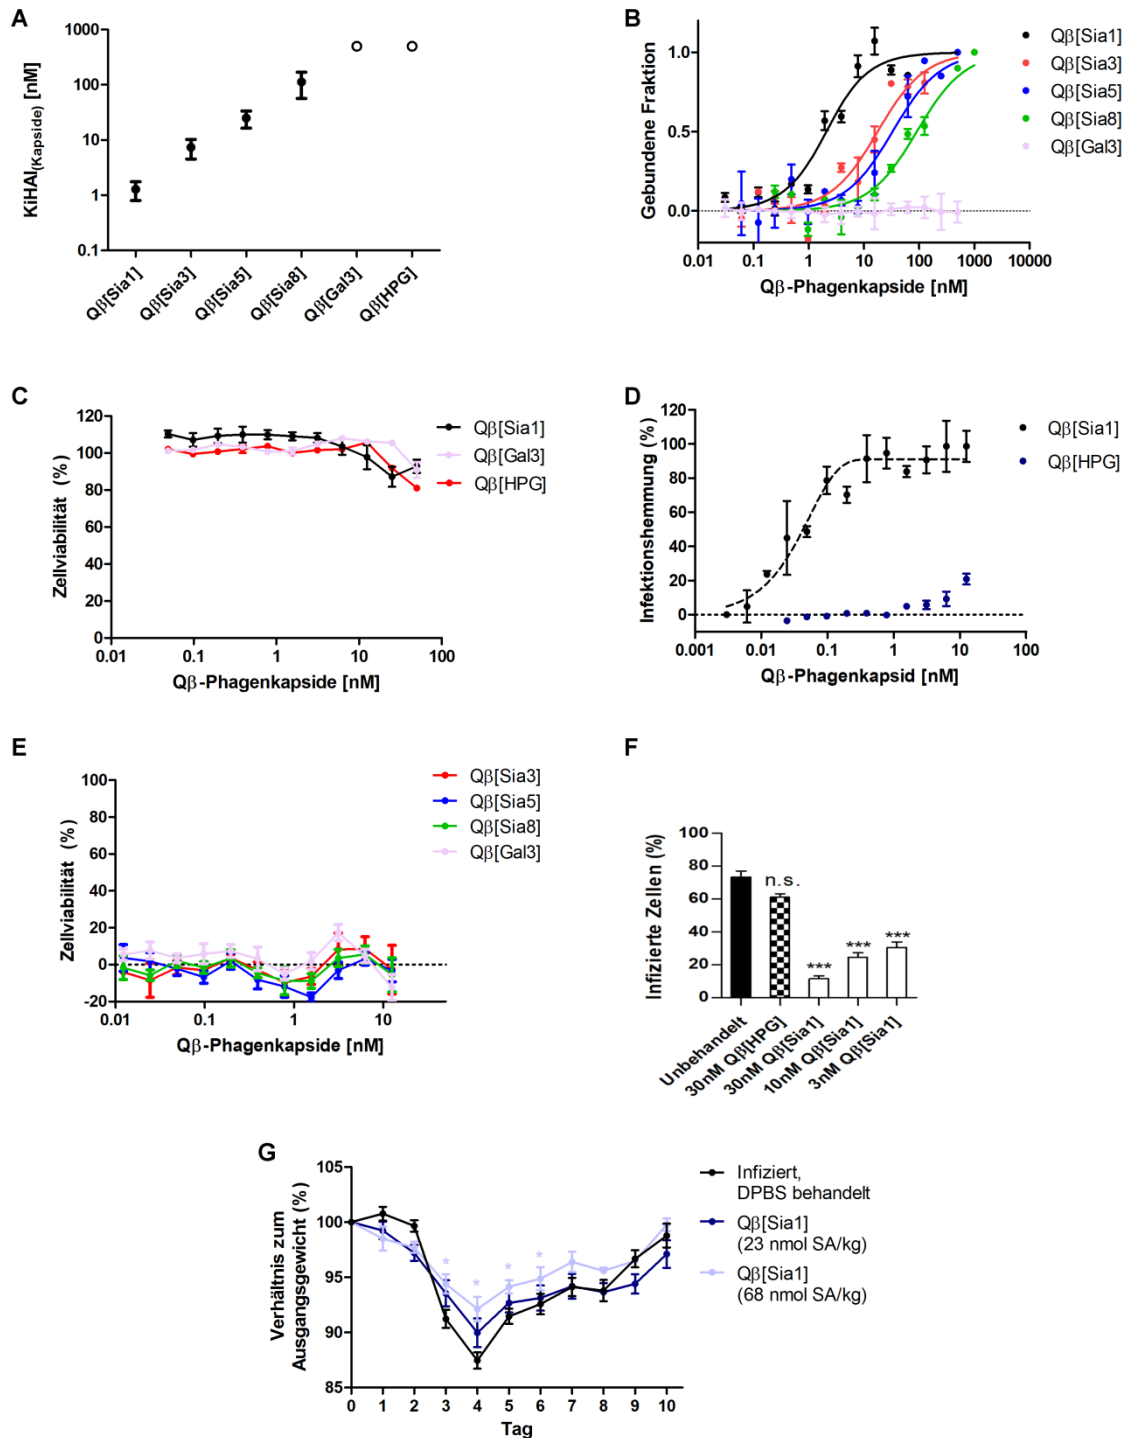 A
KiHAI(Kapside) [nM]
1000
100
10
1
0.1
Qβ[Sia1]
Qβ[Sia3]
Qβ[Sia5]
Qβ[Sia8]
Qβ[Gal3]
Qβ[HPG]
B
Gebundene Fraktion
1.0
0.5
0.0
0.1
1
10
100
1000
10000
Qβ-Phagenkapside [nM]
Qβ[Sia1]
Qβ[Sia3]
Qβ[Sia5]
Qβ[Sia8]
Qβ[Gal3]
C
Zellviabilität (%)
120
100
80
60
40
20
0
0.01
0.1
1
10
100
Qβ-Phagenkapside [nM]
Qβ[Sia1]
Qβ[Gal3]
Qβ[HPG]
D
Infektionshemmung (%)
120
100
80
60
40
20
0
0.001
0.01
0.1
1
10
100
Qβ-Phagenkapsid [nM]
Qβ[Sia1]
Qβ[HPG]
E
Zellviabilität (%)
100
80
60
40
20
0
-20
0.01
0.1
1
10
Qβ-Phagenkapside [nM]
Qβ[Sia3]
Qβ[Sia5]
Qβ[Sia8]
Qβ[Gal3]
F
Infizierte Zellen (%)
100
80
60
40
20
0
n.s.
***
***
***
Unbehandelt
30nM Qβ[HPG]
30nM Qβ[Sia1]
10nM Qβ[Sia1]
3nM Qβ[Sia1]
G
Verhältnis zum
Ausgangsgewicht (%)
105
100
95
90
85
* * * *
0 1 2 3 4 5 6 7 8 9 10
Tag
Infiziert,
DPBS behandelt
Qβ[Sia1]
(23 nmol SA/kg)
Qβ[Sia1]
(68 nmol SA/kg)